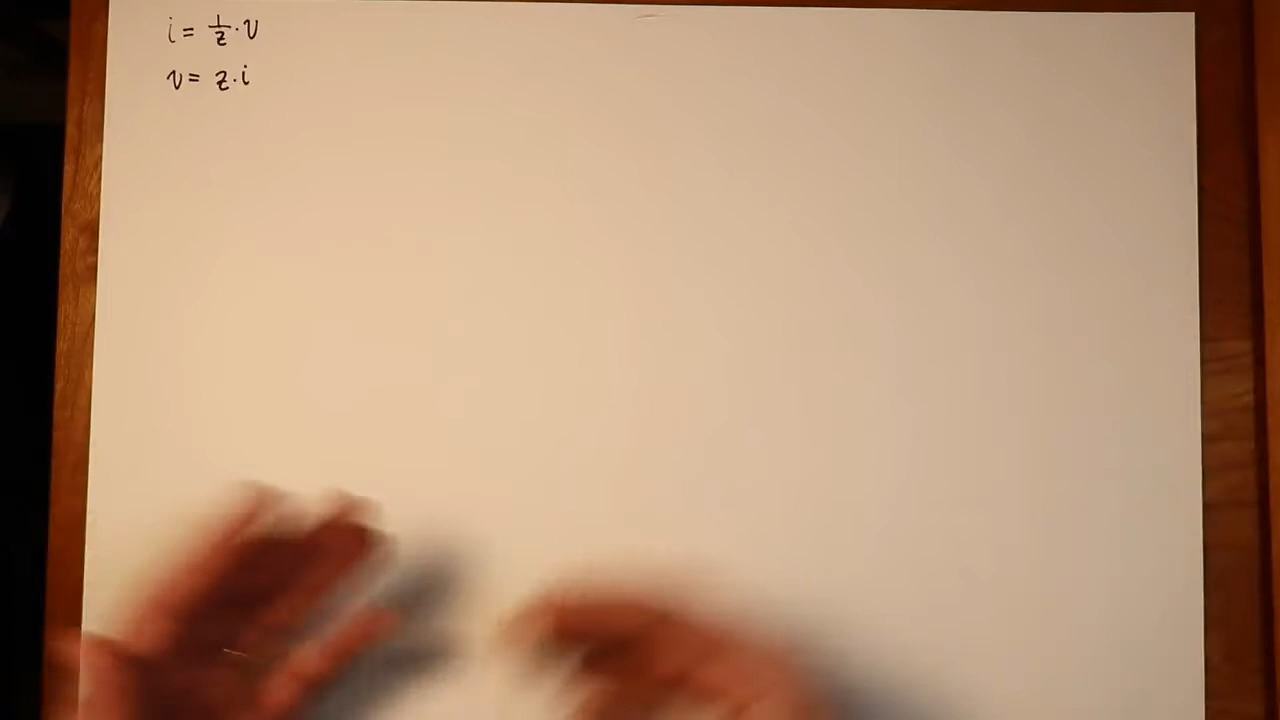 i = 1/z · v
v = z · i